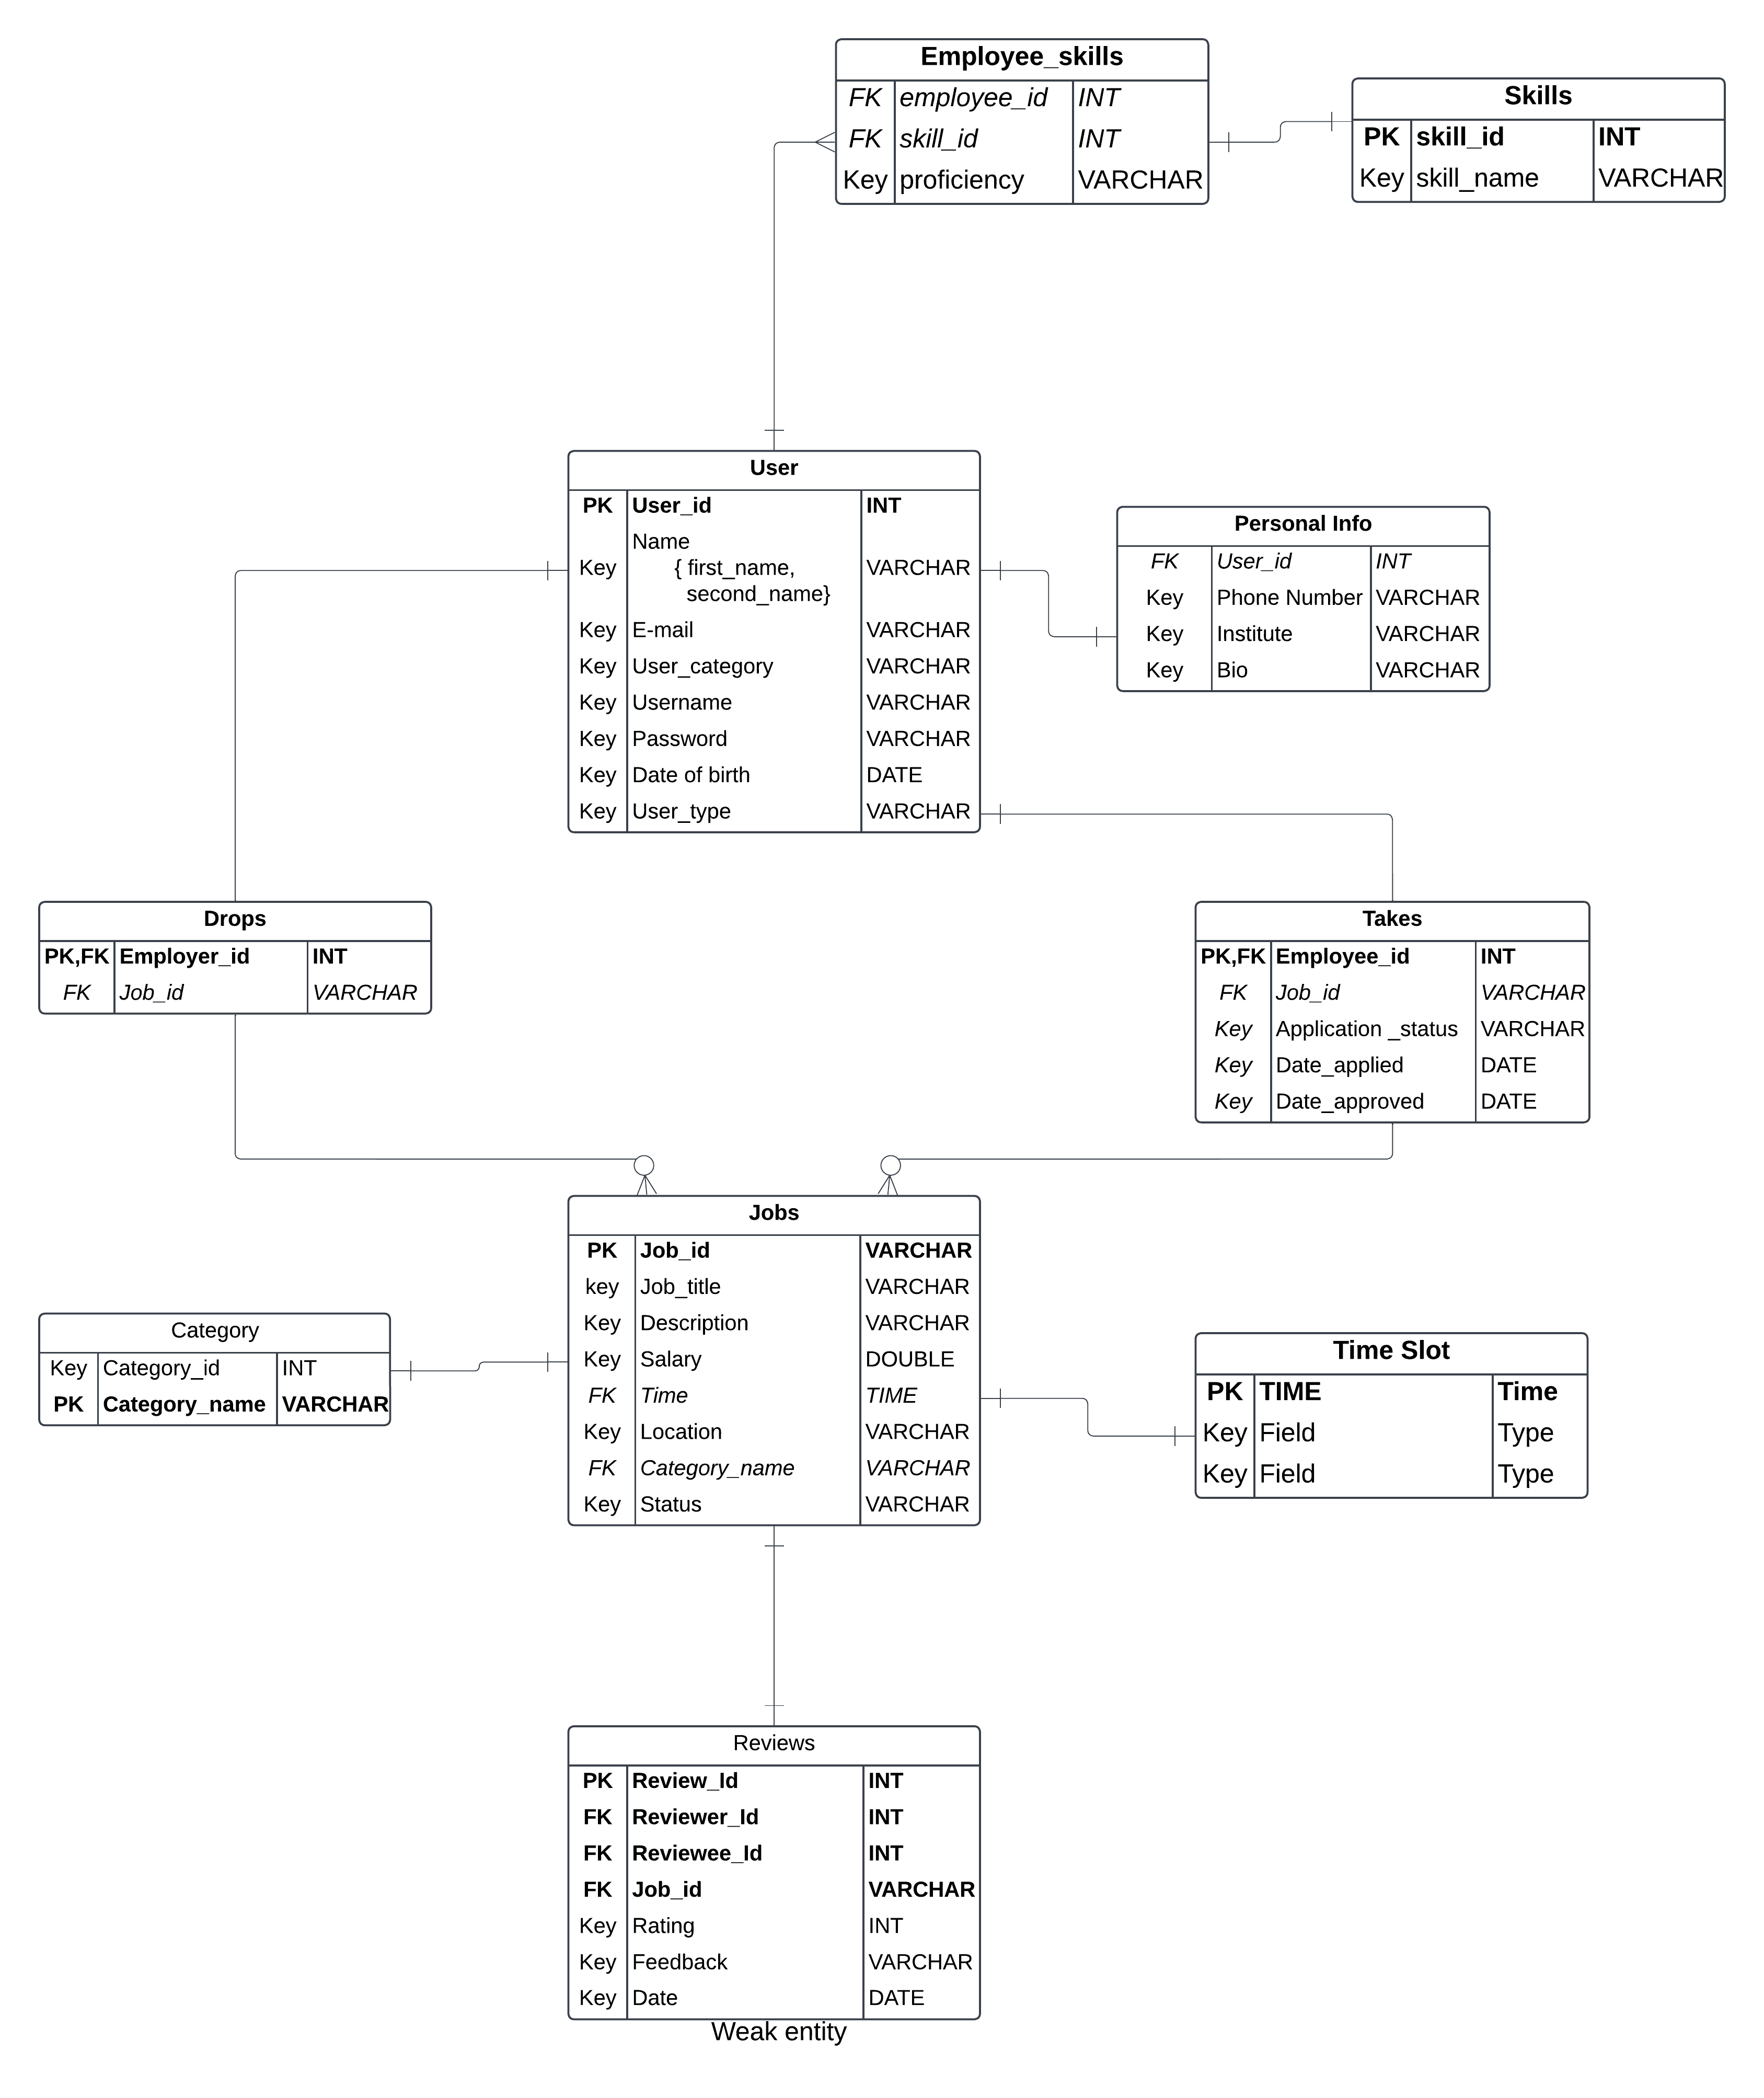 Employee_skills
FK employee_id INT
FK skill_id INT
Key proficiency VARCHAR
Skills
PK skill_id INT
Key skill_name VARCHAR
User
PK User_id INT
Name
Key { first_name, VARCHAR
second_name}
Key E-mail VARCHAR
Key User_category VARCHAR
Key Username VARCHAR
Key Password VARCHAR
Key Date of birth DATE
Key User_type VARCHAR
Personal Info
FK User_id INT
Key Phone Number VARCHAR
Key Institute VARCHAR
Key Bio VARCHAR
Drops
PK,FK Employer_id INT
FK Job_id VARCHAR
Takes
PK,FK Employee_id INT
FK Job_id VARCHAR
Key Application _status VARCHAR
Key Date_applied DATE
Key Date_approved DATE
Jobs
PK Job_id VARCHAR
key Job_title VARCHAR
Key Description VARCHAR
Key Salary DOUBLE
FK Time TIME
Key Location VARCHAR
FK Category_name VARCHAR
Key Status VARCHAR
Category
Key Category_id INT
PK Category_name VARCHAR
Time Slot
PK TIME Time
Key Field Type
Key Field Type
Reviews
PK Review_Id INT
FK Reviewer_Id INT
FK Reviewee_Id INT
FK Job_id VARCHAR
Key Rating INT
Key Feedback VARCHAR
Key Date DATE
Weak entity